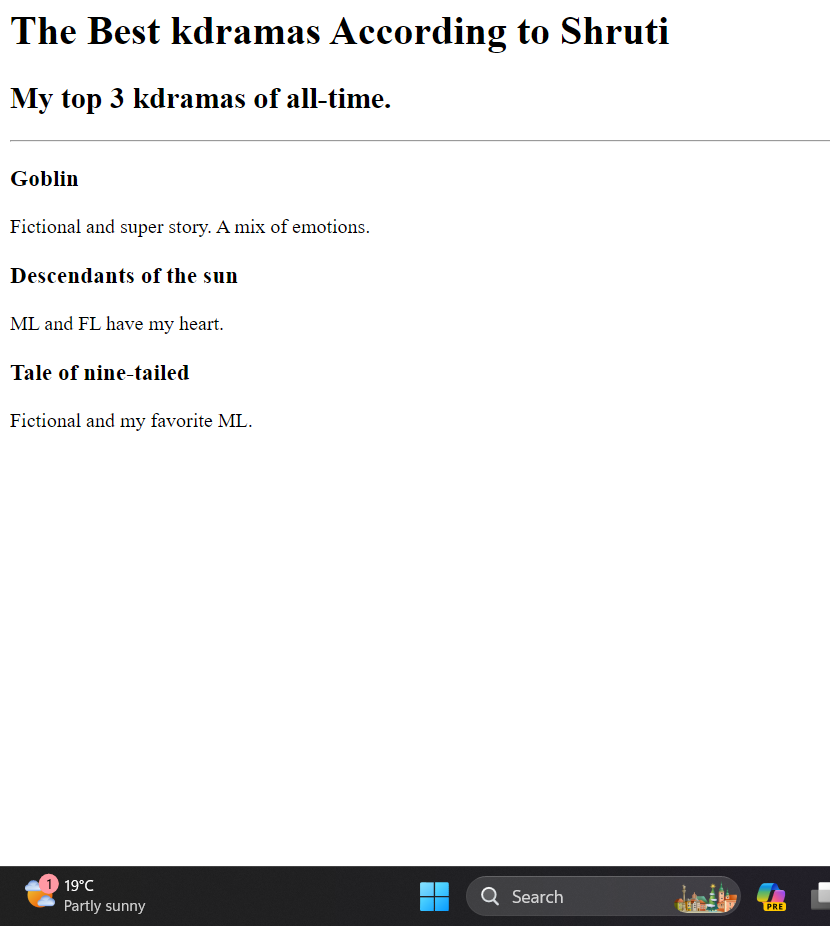 The Best kdramas According to Shruti
My top 3 kdramas of all-time.
Goblin
Fictional and super story. A mix of emotions.
Descendants of the sun
ML and FL have my heart.
Tale of nine-tailed
Fictional and my favorite ML.
1
19°C
Partly sunny
Search
PRE